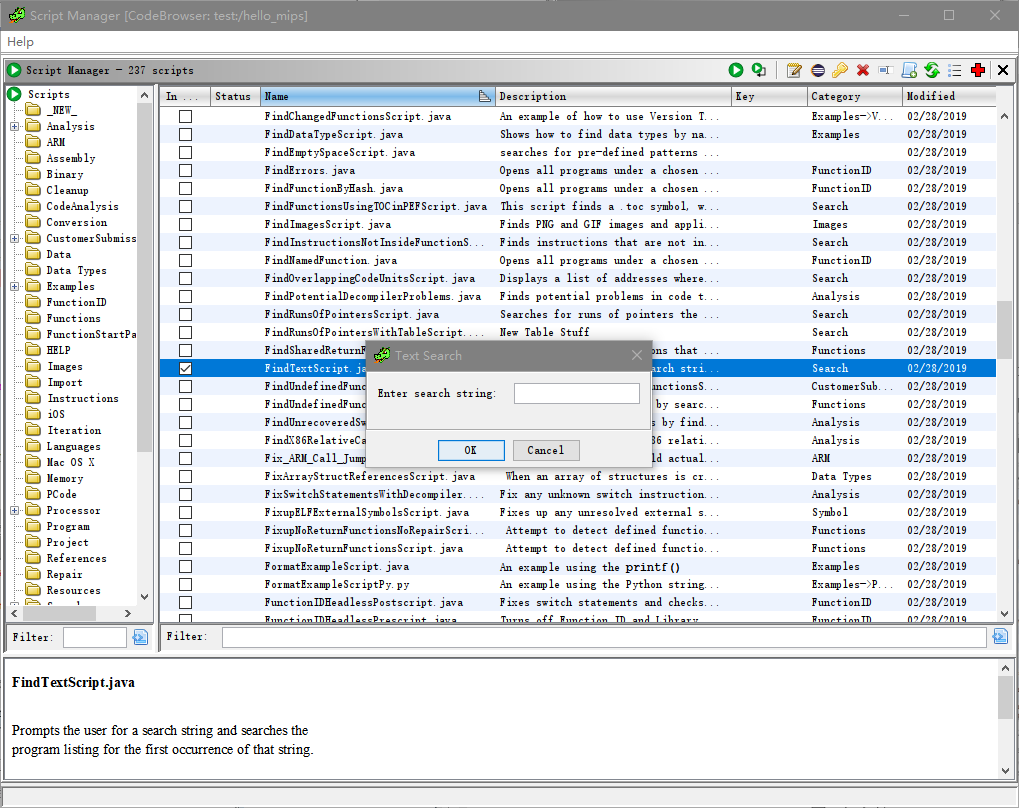 Script Manager [CodeBrowser: test:/hello_mips]
Help
Script Manager - 237 scripts
Scripts
_NEW_
Analysis
ARM
Assembly
Binary
Cleanup
CodeAnalysis
Conversion
CustomerSubmiss
Data
Data Types
Examples
FunctionID
Functions
FunctionStartPa
HELP
Images
Import
Instructions
iOS
Iteration
Languages
Mac OS X
Memory
PCode
Processor
Program
Project
References
Repair
Resources
Filter:
In ... Status Name Description Key Category Modified
FindChangedFunctionsScript.java An example of how to use Version T... Examples->V... 02/28/2019
FindDataTypeScript.java Shows how to find data types by na... Examples 02/28/2019
FindEmptySpaceScript.java searches for pre-defined patterns ... 02/28/2019
FindErrors.java Opens all programs under a chosen ... FunctionID 02/28/2019
FindFunctionByHash.java Opens all programs under a chosen ... FunctionID 02/28/2019
FindFunctionsUsingTOCinPEFScript.java This script finds a .toc symbol, w... Search 02/28/2019
FindImagesScript.java Finds PNG and GIF images and appli... Images 02/28/2019
FindInstructionsNotInsideFunctionS... Finds instructions that are not in... Search 02/28/2019
FindNamedFunction.java Opens all programs under a chosen ... FunctionID 02/28/2019
FindOverlappingCodeUnitsScript.java Displays a list of addresses where... Search 02/28/2019
FindPotentialDecompilerProblems.java Finds potential problems in code t... Analysis 02/28/2019
FindRunsOfPointersScript.java Searches for runs of pointers the ... Search 02/28/2019
FindRunsOfPointersWithTableScript.... New Table Stuff Search 02/28/2019
FindSharedReturnF ons that ... Functions 02/28/2019
FindTextScript.ja arch stri... Search 02/28/2019
FindUndefinedFunc unctionsS... CustomerSub... 02/28/2019
FindUndefinedFunc by searc... Functions 02/28/2019
FindUnrecoveredSw s by find... Analysis 02/28/2019
FindX86RelativeCa 86 relati... Analysis 02/28/2019
Fix_ARM_Call_Jump d actual... ARM 02/28/2019
FixArrayStructReferencesScript.java When an array of structures is cr... Data Types 02/28/2019
FixSwitchStatementsWithDecompiler.... Fix any unknown switch instruction... Analysis 02/28/2019
FixupELFExternalSymbolsScript.java Fixes up any unresolved external s... Symbol 02/28/2019
FixupNoReturnFunctionsNoRepairScri... Attempt to detect defined functio... Functions 02/28/2019
FixupNoReturnFunctionsScript.java Attempt to detect defined functio... Functions 02/28/2019
FormatExampleScript.java An example using the printf() Examples 02/28/2019
FormatExampleScriptPy.py An example using the Python string... Examples->P... 02/28/2019
FunctionIDHeadlessPostscript.java Fixes switch statements and checks... FunctionID 02/28/2019
FunctionIDHeadlessPrescript.java Turns off Function ID and Library ... FunctionID 02/28/2019
Filter:
Text Search
Enter search string:
OK Cancel
FindTextScript.java
Prompts the user for a search string and searches the
program listing for the first occurrence of that string.